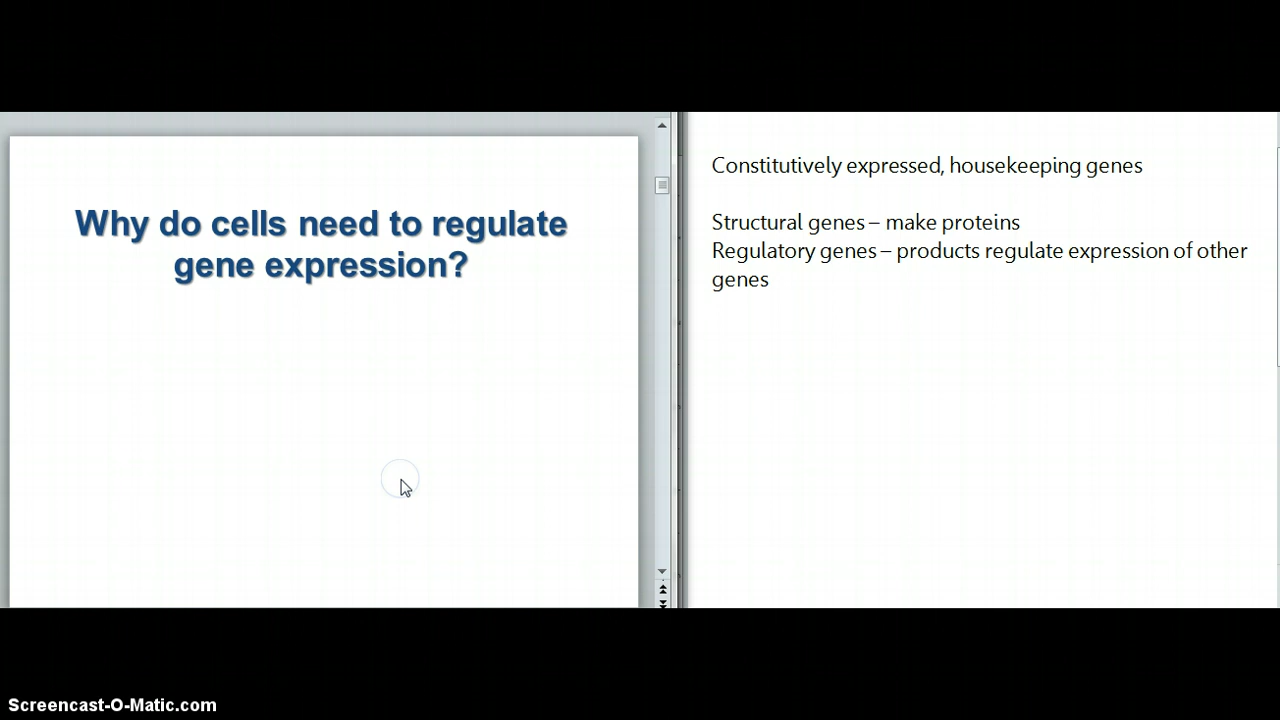 Why do cells need to regulate
gene expression?
Constitutively expressed, housekeeping genes
Structural genes – make proteins
Regulatory genes – products regulate expression of other
genes
Screencast-O-Matic.com